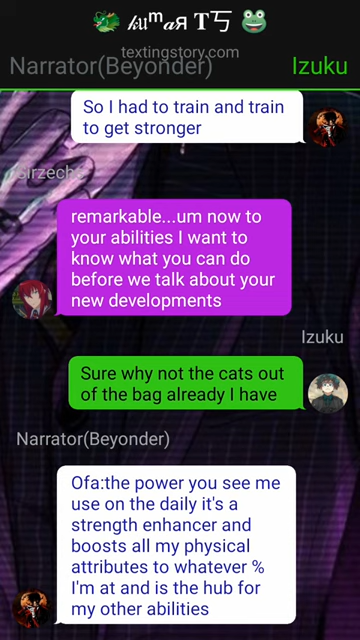 𝓀𝓊ᵐ𝒶я T丂
textingstory.com
Narrator(Beyonder)
Izuku
So I had to train and train
to get stronger
Sirzechs
remarkable...um now to
your abilities I want to
know what you can do
before we talk about your
new developments
Izuku
Sure why not the cats out
of the bag already I have
Narrator(Beyonder)
Ofa:the power you see me
use on the daily it's a
strength enhancer and
boosts all my physical
attributes to whatever %
I'm at and is the hub for
my other abilities